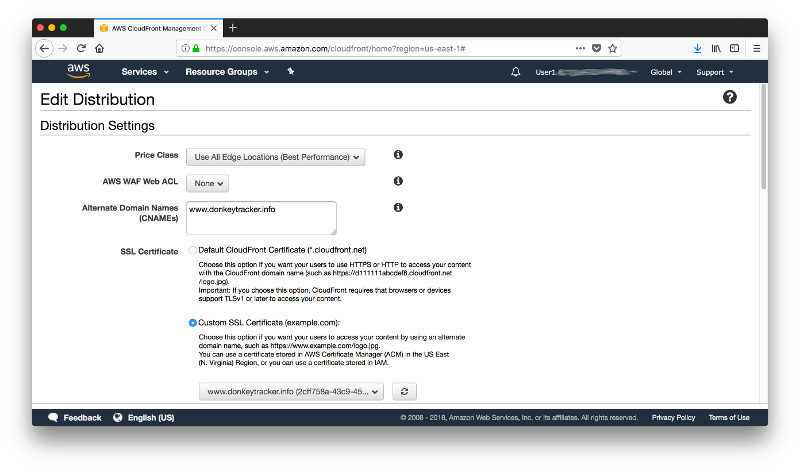 AWS CloudFront Management C
https://console.aws.amazon.com/cloudfront/home?region=us-east-1#
aws Services Resource Groups User1 Global Support
Edit Distribution
Distribution Settings
Price Class Use All Edge Locations (Best Performance)
AWS WAF Web ACL None
Alternate Domain Names www.donkeytracker.info
(CNAMEs)
SSL Certificate Default CloudFront Certificate (*.cloudfront.net)
Choose this option if you want your users to use HTTPS or HTTP to access your content
with the CloudFront domain name (such as https://d111111abcdef8.cloudfront.net
/logo.jpg).
Important: If you choose this option, CloudFront requires that browsers or devices
support TLSv1 or later to access your content.
Custom SSL Certificate (example.com):
Choose this option if you want your users to access your content by using an alternate
domain name, such as https://www.example.com/logo.jpg.
You can use a certificate stored in AWS Certificate Manager (ACM) in the US East
(N. Virginia) Region, or you can use a certificate stored in IAM.
www.donkeytracker.info (2cff758a-43c9-45...
Feedback English (US) © 2008 - 2018, Amazon Web Services, Inc. or its affiliates. All rights reserved. Privacy Policy Terms of Use